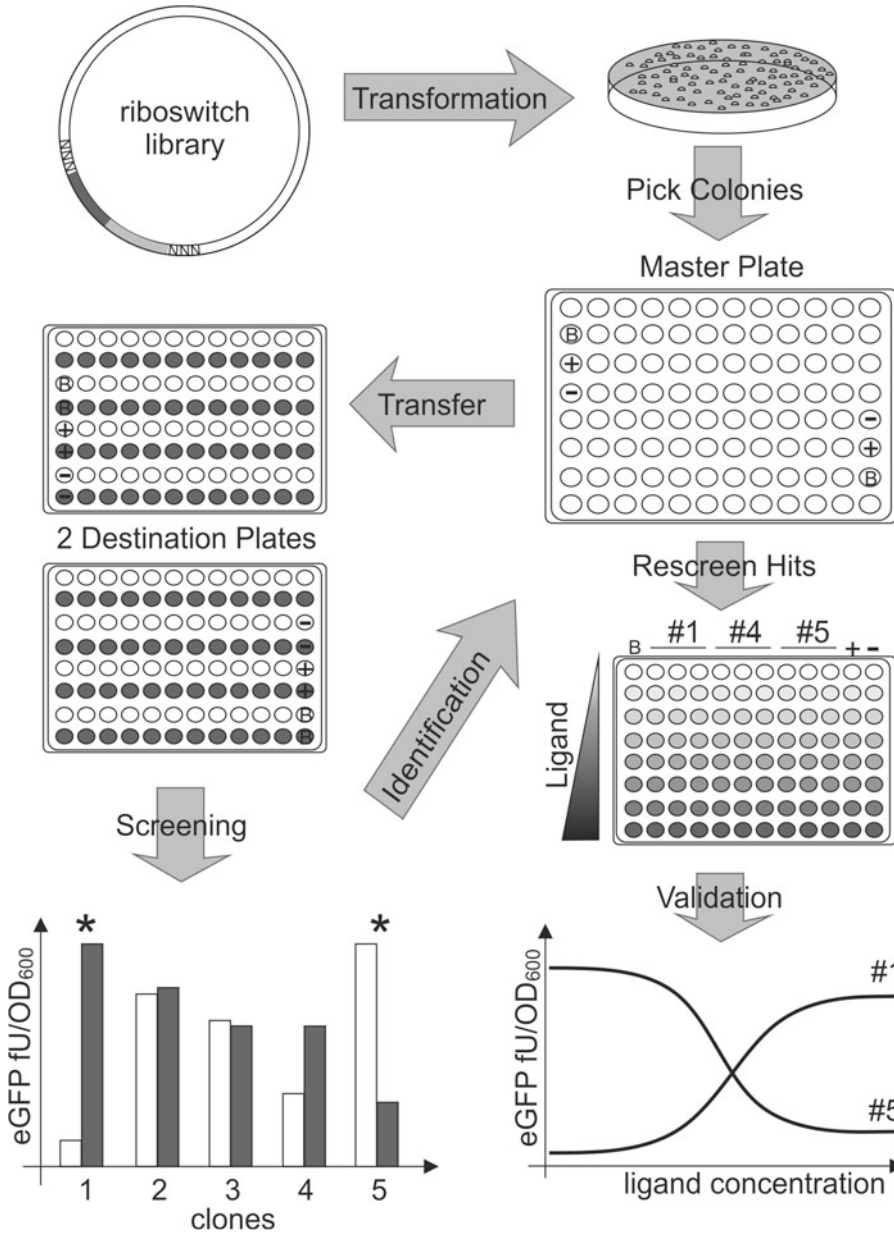 riboswitch
library
NNN
NNN
Transformation
Pick Colonies
Master Plate
B
+
-
-
+
B
Transfer
B
B
+
+
-
-
2 Destination Plates
-
-
+
+
B
B
Screening
Identification
Rescreen Hits
B #1 #4 #5 + -
Ligand
Validation
eGFP fU/OD600
*
*
1 2 3 4 5
clones
eGFP fU/OD600
#1
#5
ligand concentration